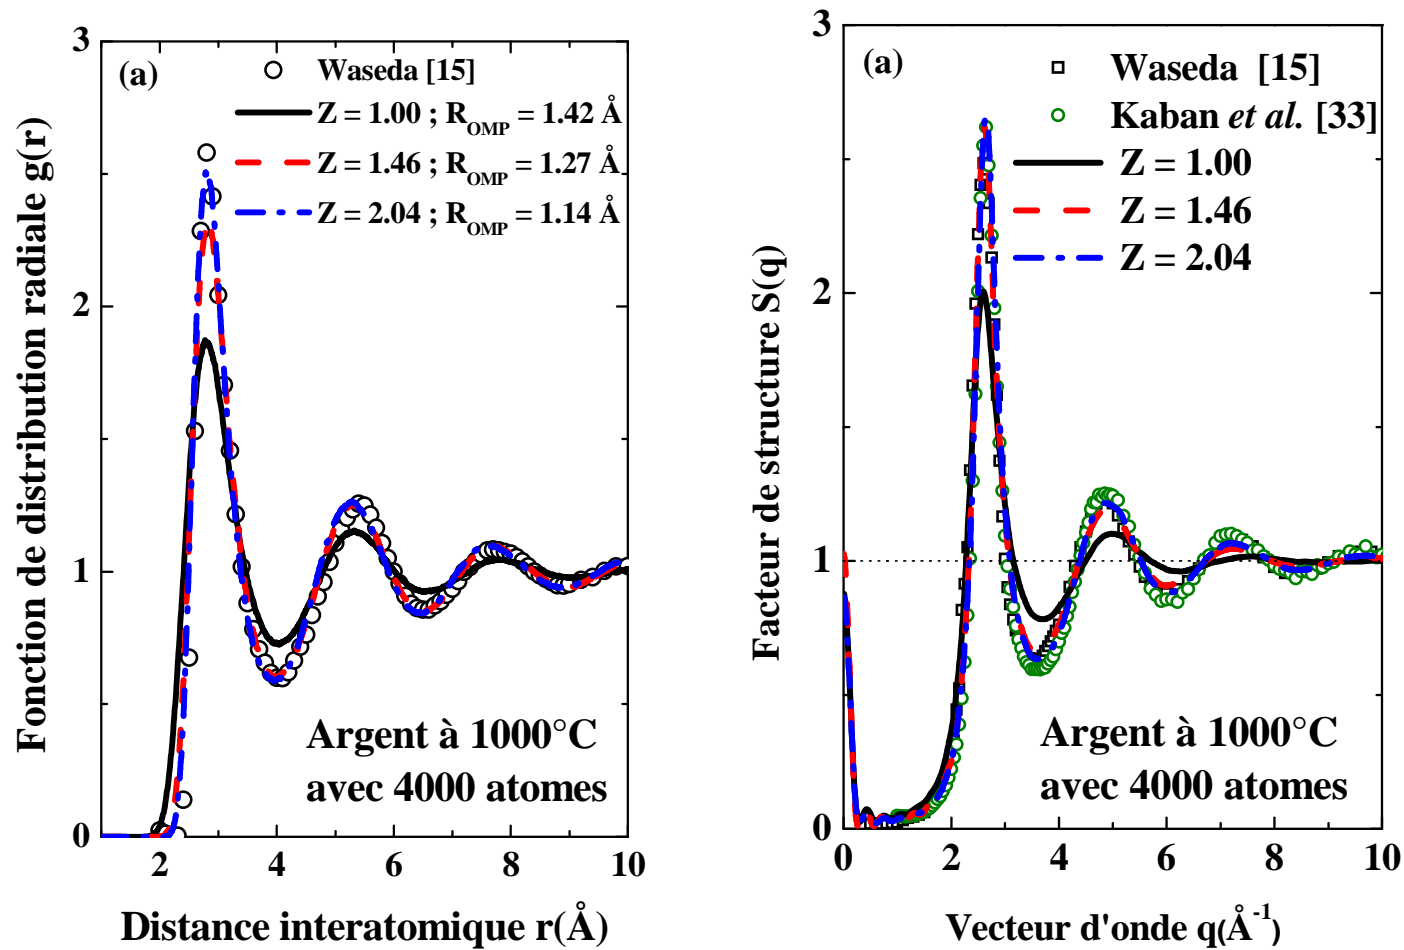 3
2
1
0
2
4
6
8
10
Fonction de distribution radiale g(r)
Distance interatomique r(Å)
(a)
Waseda [15]
Z = 1.00 ; R_OMP = 1.42 Å
Z = 1.46 ; R_OMP = 1.27 Å
Z = 2.04 ; R_OMP = 1.14 Å
Argent à 1000°C
avec 4000 atomes
3
2
1
0
0
2
4
6
8
10
Facteur de structure S(q)
Vecteur d'onde q(Å⁻¹)
(a)
Waseda [15]
Kaban et al. [33]
Z = 1.00
Z = 1.46
Z = 2.04
Argent à 1000°C
avec 4000 atomes